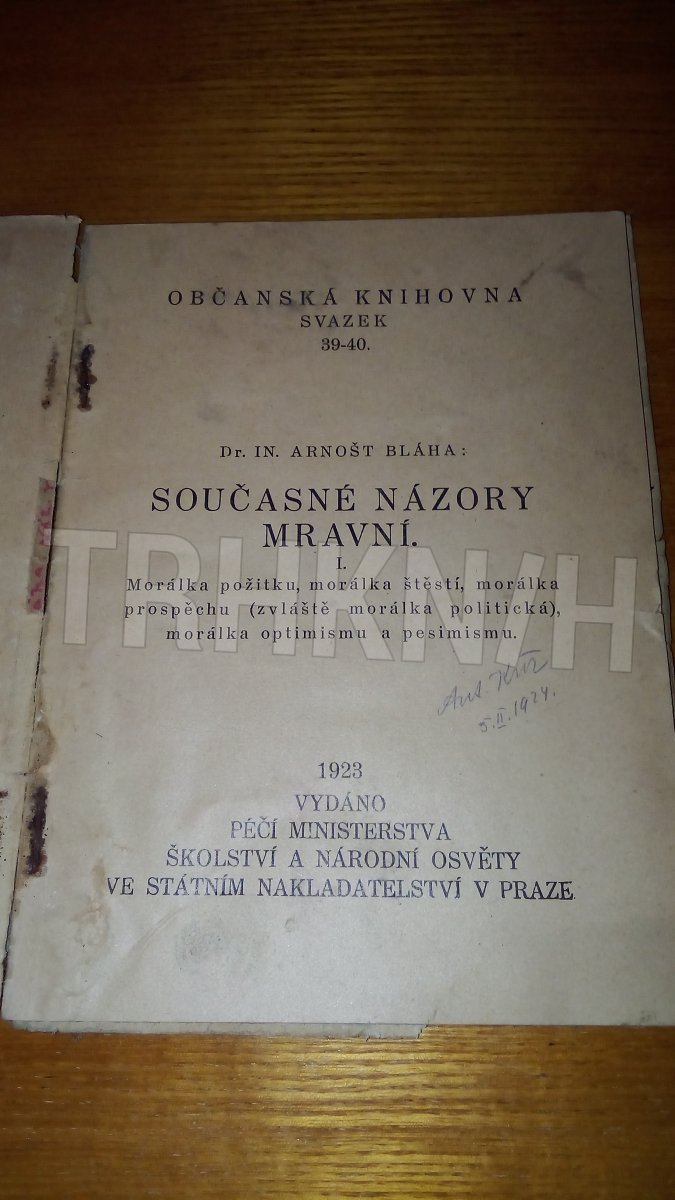 OBČANSKÁ KNIHOVNA
SVAZEK
39-40.
Dr. IN. ARNOŠT BLÁHA:
SOUČASNÉ NÁZORY
MRAVNÍ.
I.
Morálka požitku, morálka štěstí, morálka
prospěchu (zvláště morálka politická),
morálka optimismu a pesimismu.
TRHKNIH
Ant.
5.II.1924.
1923
VYDÁNO
PÉČÍ MINISTERSTVA
ŠKOLSTVÍ A NÁRODNÍ OSVĚTY
VE STÁTNÍM NAKLADATELSTVÍ V PRAZE